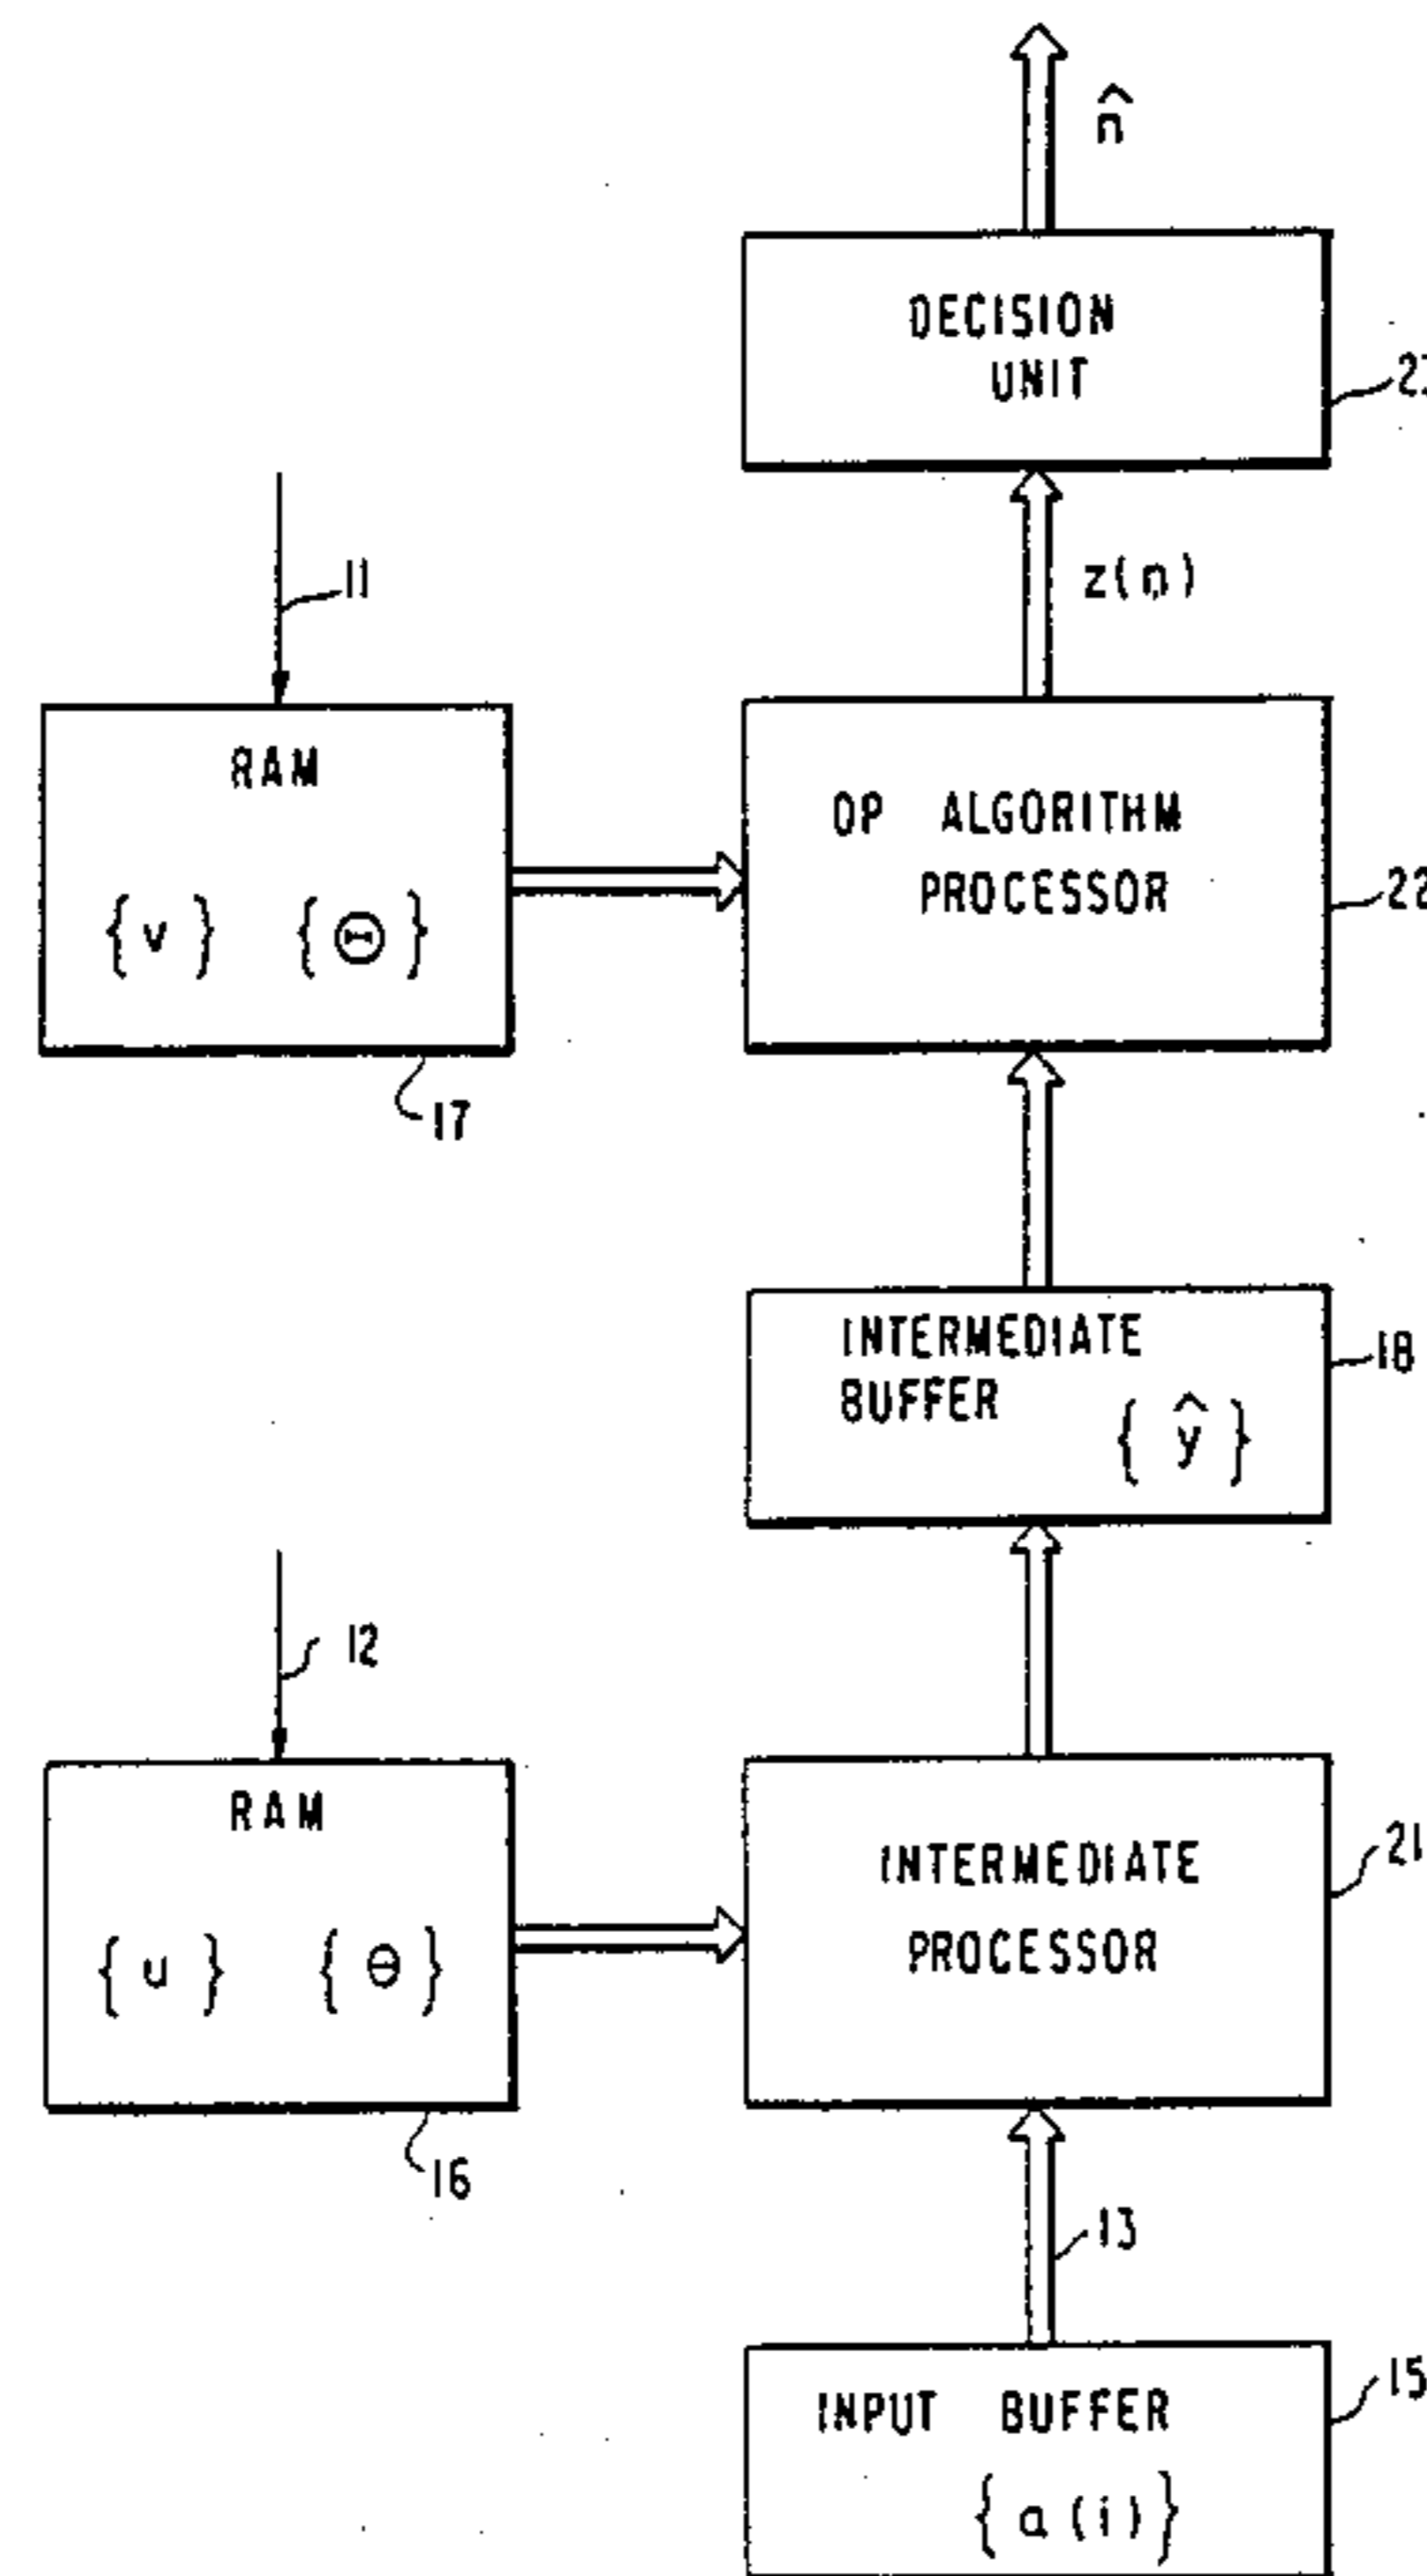 n̂
DECISION
UNIT
11
z(n)
RAM
{ v } { Θ }
17
OP ALGORITHM
PROCESSOR
22
INTERMEDIATE
BUFFER
{ ŷ }
18
12
RAM
{ u } { Θ }
16
INTERMEDIATE
PROCESSOR
21
13
INPUT BUFFER
{ a (i) }
15